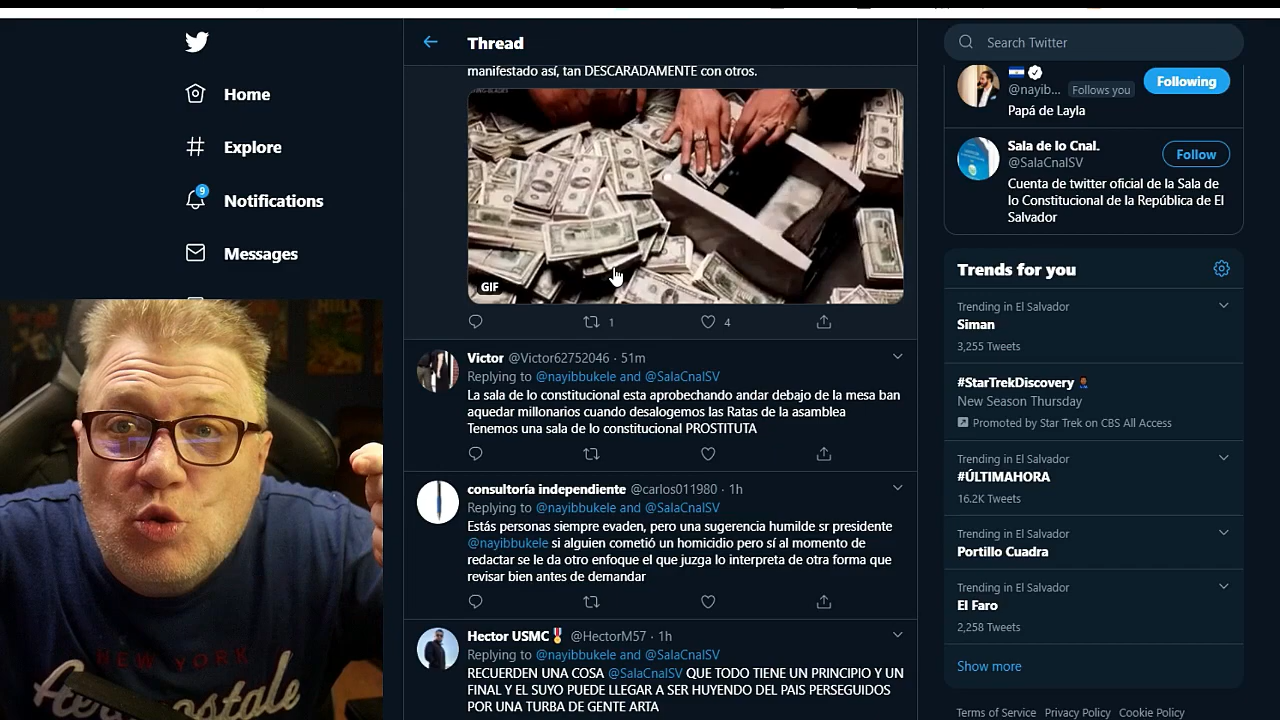 Home
Explore
Notifications
9
Messages
NEW YORK
Aeropostale
Thread
manifestado así, tan DESCARADAMENTE con otros.
GIF
1
4
Victor @Victor62752046 · 51m
Replying to @nayibbukele and @SalaCnalSV
La sala de lo constitucional esta aprobechando andar debajo de la mesa ban
aquedar millonarios cuando desalogemos las Ratas de la asamblea
Tenemos una sala de lo constitucional PROSTITUTA
consultoría independiente @carlos011980 · 1h
Replying to @nayibbukele and @SalaCnalSV
Estás personas siempre evaden, pero una sugerencia humilde sr presidente
@nayibbukele si alguien cometió un homicidio pero sí al momento de
redactar se le da otro enfoque el que juzga lo interpreta de otra forma que
revisar bien antes de demandar
Hector USMC @HectorM57 · 1h
Replying to @nayibbukele and @SalaCnalSV
RECUERDEN UNA COSA @SalaCnalSV QUE TODO TIENE UN PRINCIPIO Y UN
FINAL Y EL SUYO PUEDE LLEGAR A SER HUYENDO DEL PAIS PERSEGUIDOS
POR UNA TURBA DE GENTE ARTA
Search Twitter
@nayib... Follows you
Following
Papá de Layla
Sala de lo Cnal.
@SalaCnalSV
Follow
Cuenta de twitter oficial de la Sala de
lo Constitucional de la República de El
Salvador
Trends for you
Trending in El Salvador
Siman
3,255 Tweets
#StarTrekDiscovery
New Season Thursday
Promoted by Star Trek on CBS All Access
Trending in El Salvador
#ÚLTIMAHORA
16.2K Tweets
Trending in El Salvador
Portillo Cuadra
Trending in El Salvador
El Faro
2,258 Tweets
Show more
Terms of Service Privacy Policy Cookie Policy